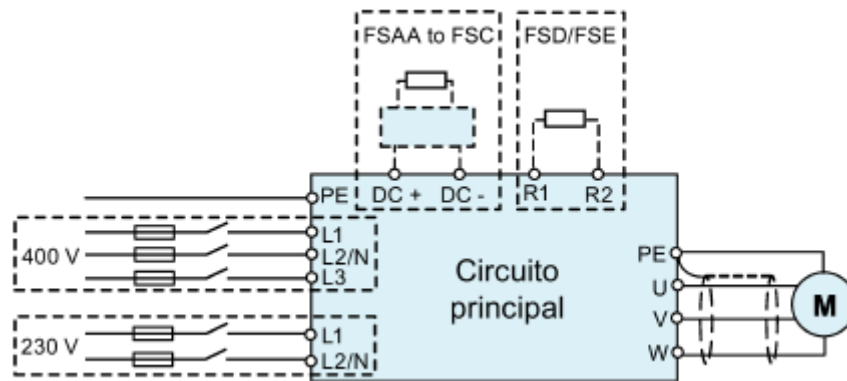 FSAA to FSC
FSD/FSE
DC +
DC -
R1
R2
PE
400 V
L1
L2/N
L3
230 V
L1
L2/N
Circuito
principal
PE
U
V
W
M